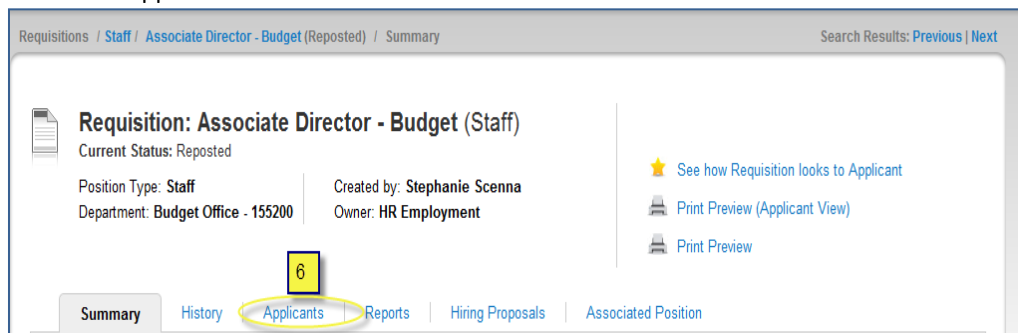 Requisitions / Staff / Associate Director - Budget (Reposted) / Summary Search Results: Previous | Next
Requisition: Associate Director - Budget (Staff)
Current Status: Reposted
Position Type: Staff Created by: Stephanie Scenna
Department: Budget Office - 155200 Owner: HR Employment
See how Requisition looks to Applicant
Print Preview (Applicant View)
Print Preview
6
Summary History Applicants Reports Hiring Proposals Associated Position